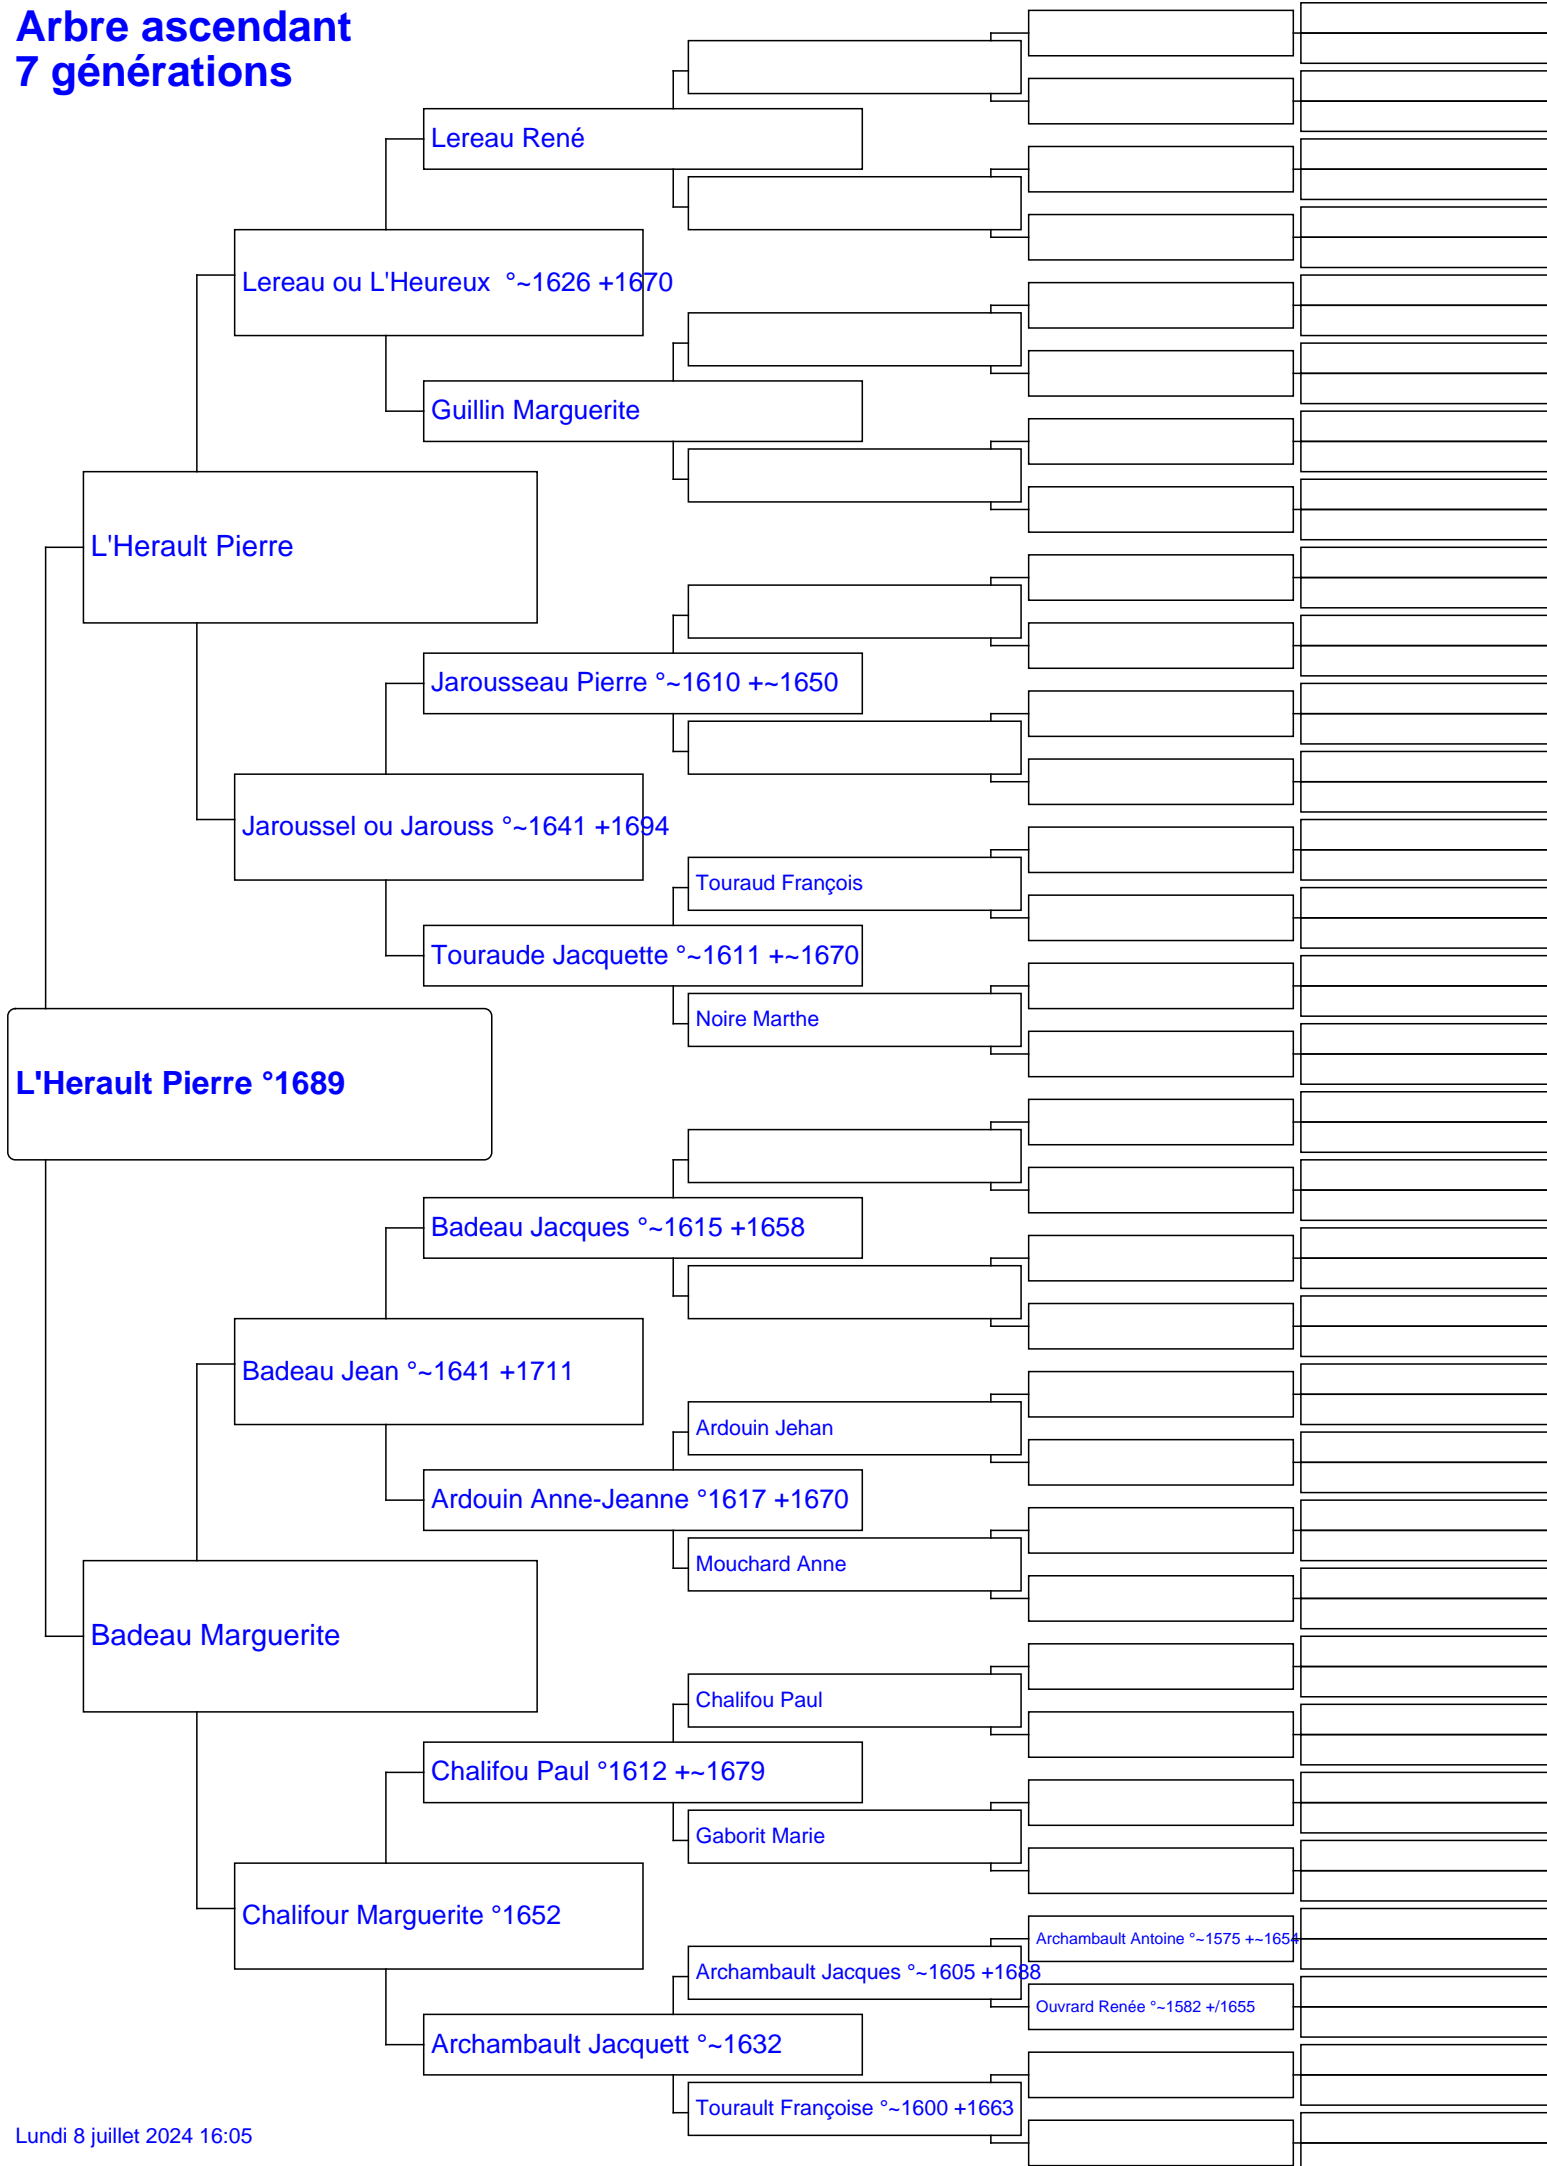 Arbre ascendant
7 générations
Lereau René
Lereau ou L'Heureux  °~1626 +1670
Guillin Marguerite
L'Herault Pierre
Jarousseau Pierre °~1610 +~1650
Jaroussel ou Jarouss °~1641 +1694
Touraud François
Touraude Jacquette °~1611 +~1670
Noire Marthe
L'Herault Pierre °1689
Badeau Jacques °~1615 +1658
Badeau Jean °~1641 +1711
Ardouin Jehan
Ardouin Anne-Jeanne °1617 +1670
Mouchard Anne
Badeau Marguerite
Chalifou Paul
Chalifou Paul °1612 +~1679
Gaborit Marie
Chalifour Marguerite °1652
Archambault Antoine °~1575 +~1654
Archambault Jacques °~1605 +1688
Ouvrard Renée °~1582 +/1655
Archambault Jacquett °~1632
Tourault Françoise °~1600 +1663
Lundi 8 juillet 2024 16:05